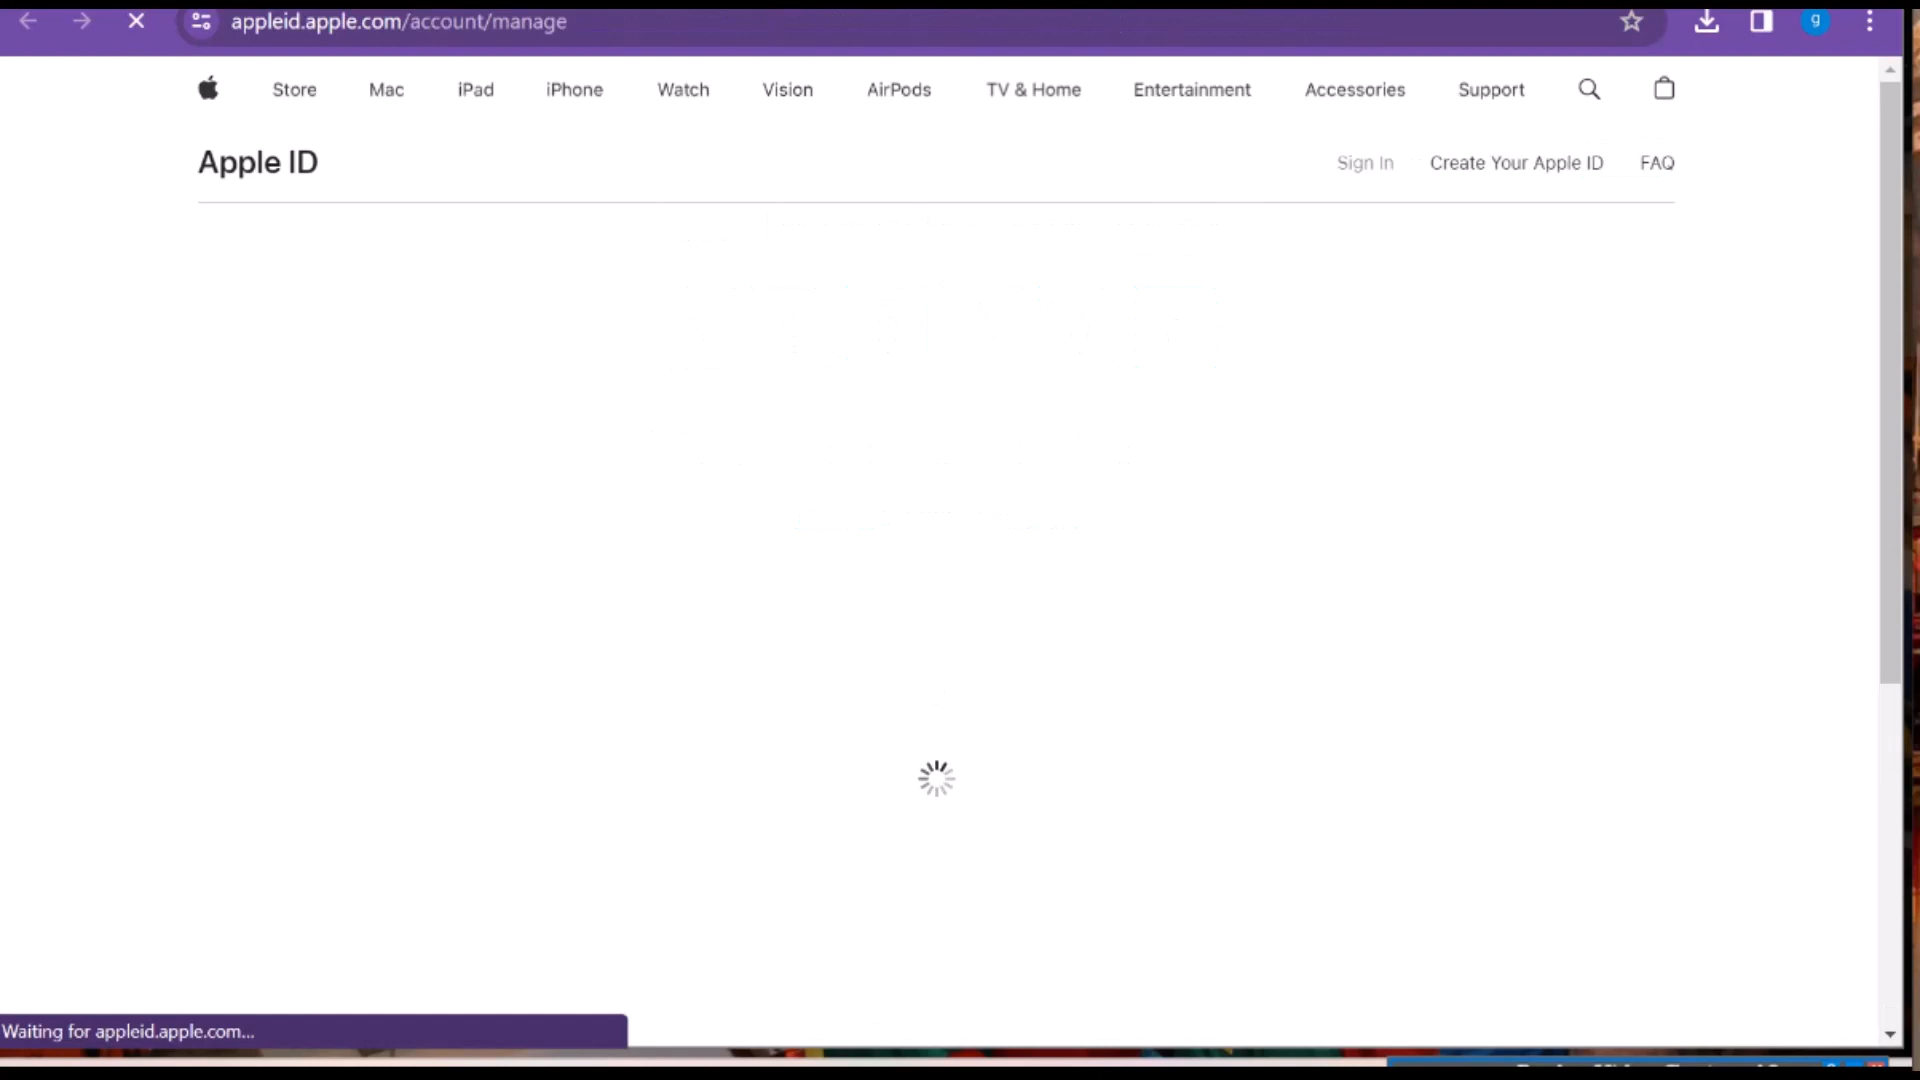 appleid.apple.com/account/manage
g
Store Mac iPad iPhone Watch Vision AirPods TV & Home Entertainment Accessories Support
Apple ID
Sign In Create Your Apple ID FAQ
Waiting for appleid.apple.com...